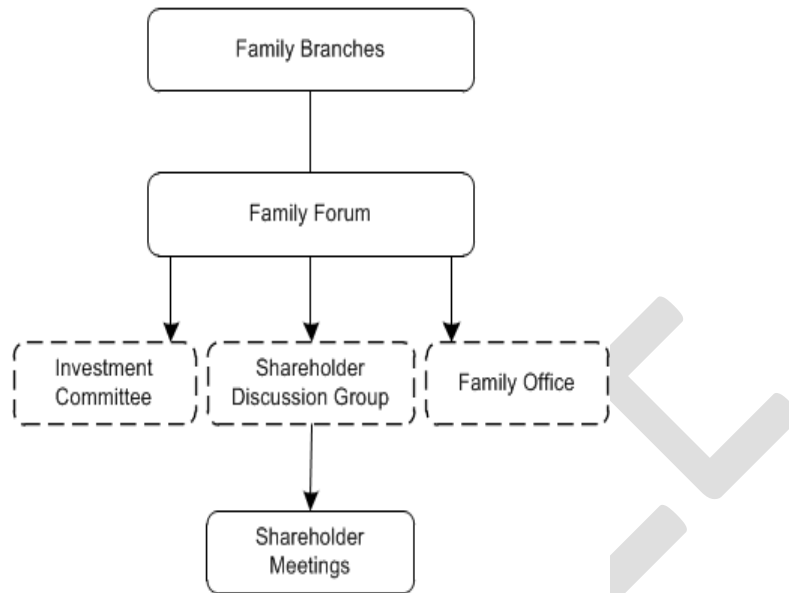 Family Branches
Family Forum
Investment
Committee
Shareholder
Discussion Group
Family Office
Shareholder
Meetings